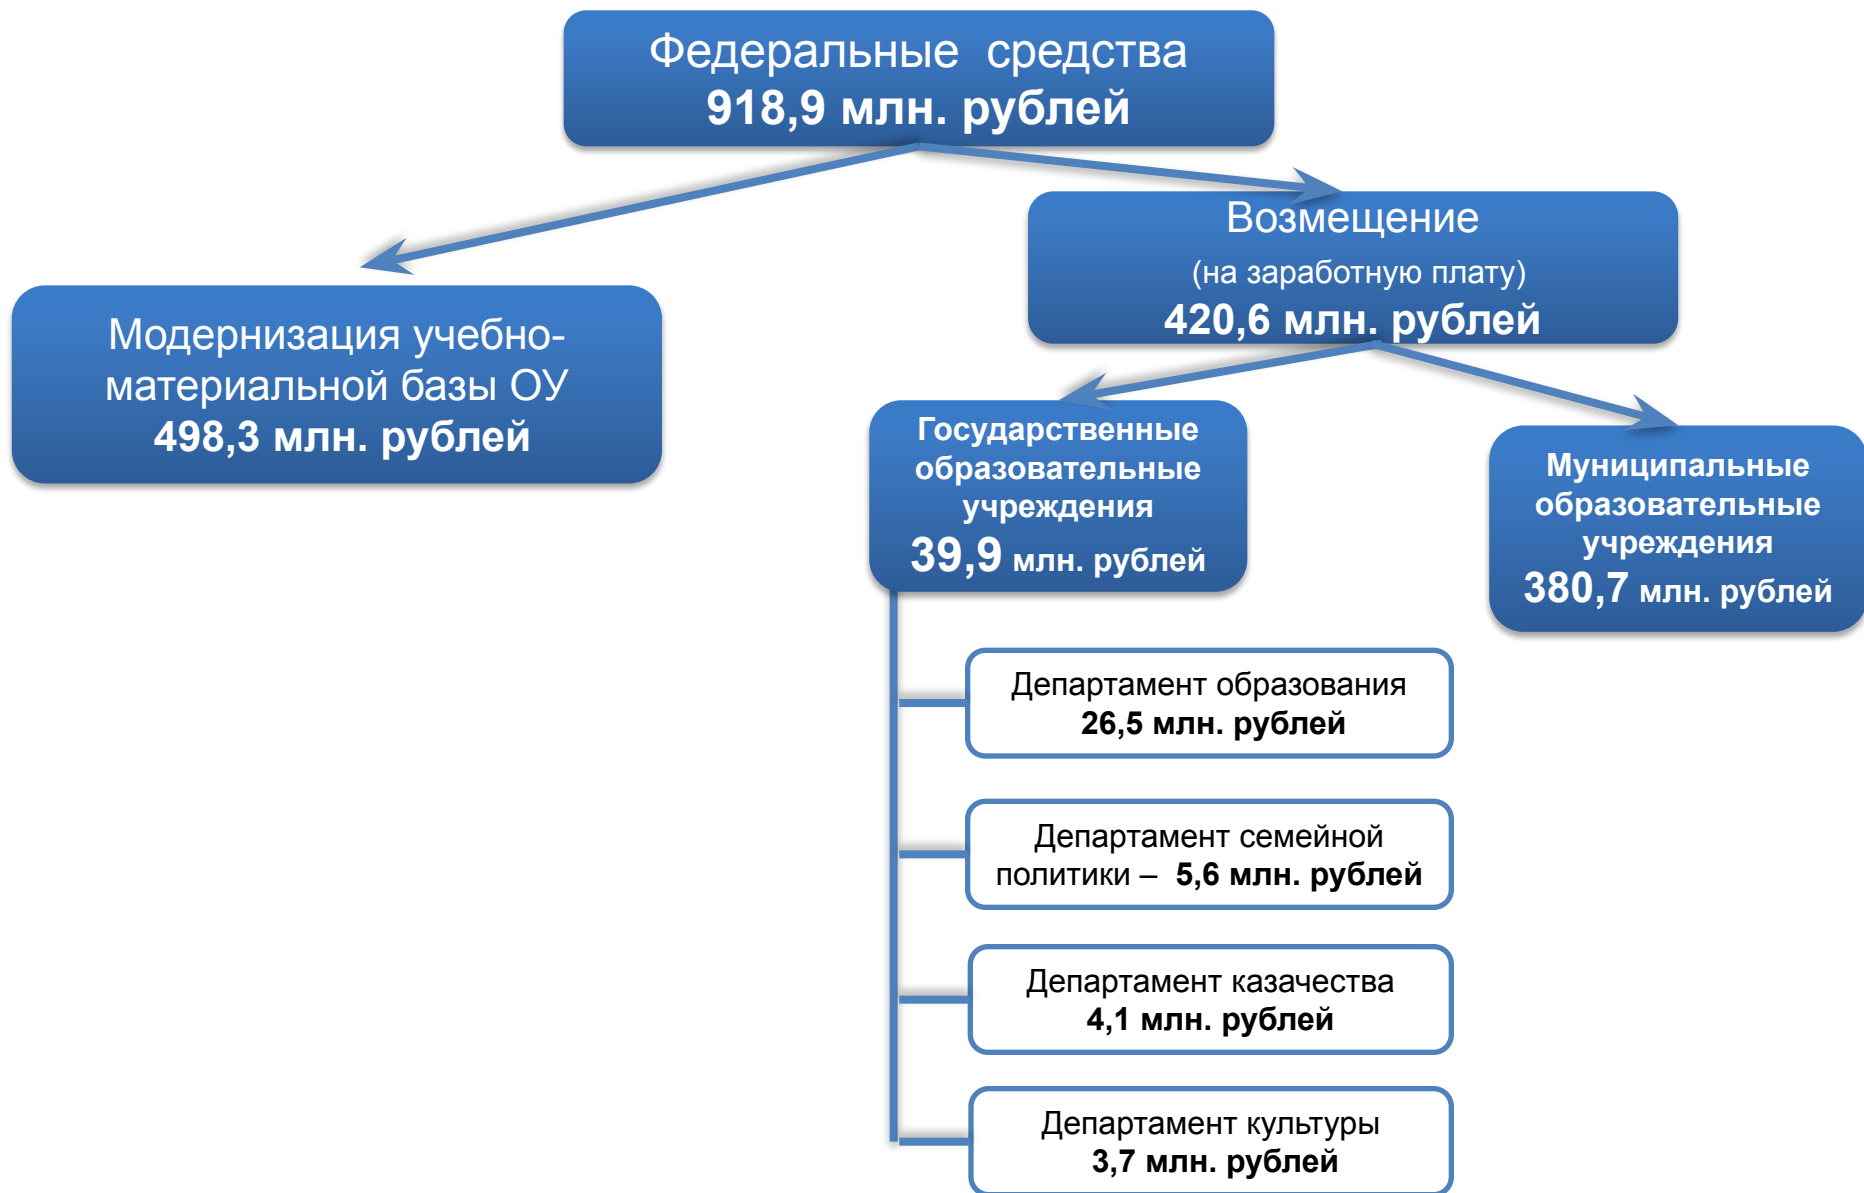 Федеральные средства
918,9 млн. рублей
Возмещение
(на заработную плату)
420,6 млн. рублей
Модернизация учебно-
материальной базы ОУ
498,3 млн. рублей
Государственные
образовательные
учреждения
39,9 млн. рублей
Муниципальные
образовательные
учреждения
380,7 млн. рублей
Департамент образования
26,5 млн. рублей
Департамент семейной
политики – 5,6 млн. рублей
Департамент казачества
4,1 млн. рублей
Департамент культуры
3,7 млн. рублей